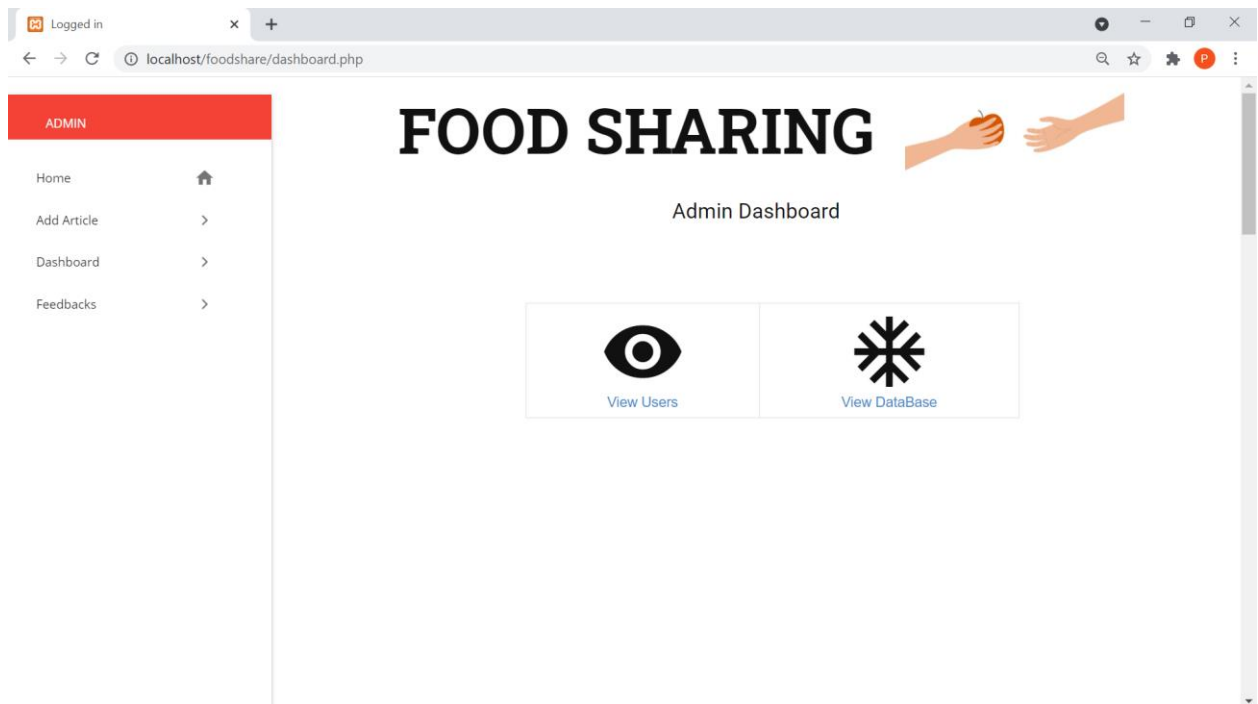 Logged in
localhost/foodshare/dashboard.php
P
ADMIN
FOOD SHARING
Home
Add Article
Dashboard
Feedbacks
Admin Dashboard
View Users
View DataBase